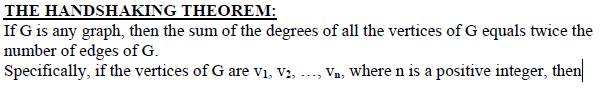 THE HANDSHAKING THEOREM:
If G is any graph, then the sum of the degrees of all the vertices of G equals twice the
number of edges of G.
Specifically, if the vertices of G are v₁, v₂, …, vₙ, where n is a positive integer, then